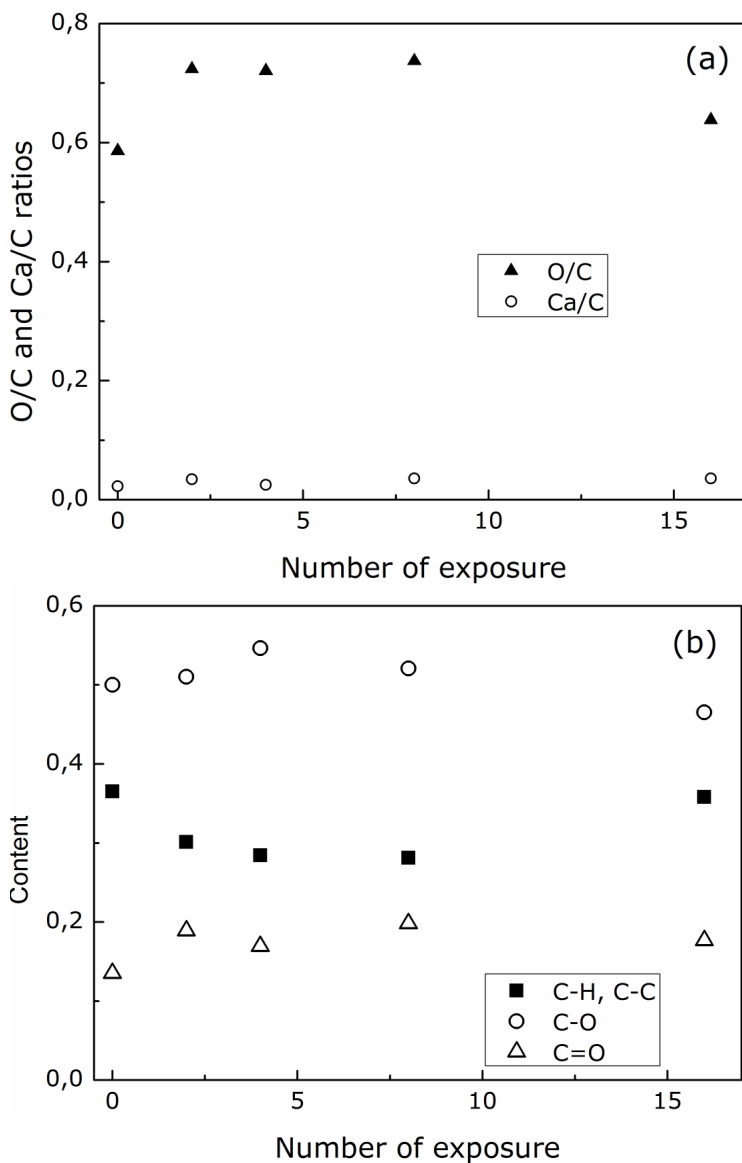 0,8
(a)
0,6
0,4
0,2
0,0
O/C and Ca/C ratios
O/C
Ca/C
0 5 10 15
Number of exposure
0,6
(b)
0,4
0,2
0,0
Content
C-H, C-C
C-O
C=O
0 5 10 15
Number of exposure